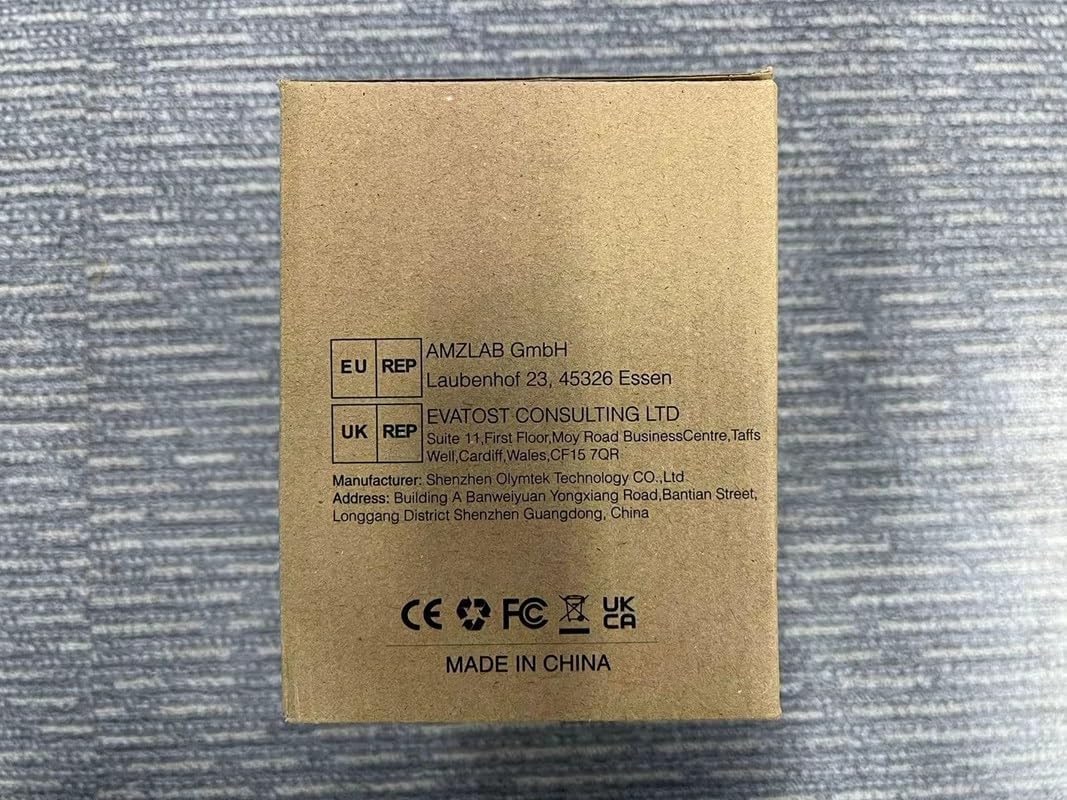 EU REP AMZLAB GmbH
Laubenhof 23, 45326 Essen
UK REP EVATOST CONSULTING LTD
Suite 11,First Floor,Moy Road BusinessCentre,Taffs
Well,Cardiff,Wales,CF15 7QR
Manufacturer: Shenzhen Olymtek Technology CO.,Ltd
Address: Building A Banweiyuan Yongxiang Road,Bantian Street,
Longgang District Shenzhen Guangdong, China
CE FC UK
CA
MADE IN CHINA